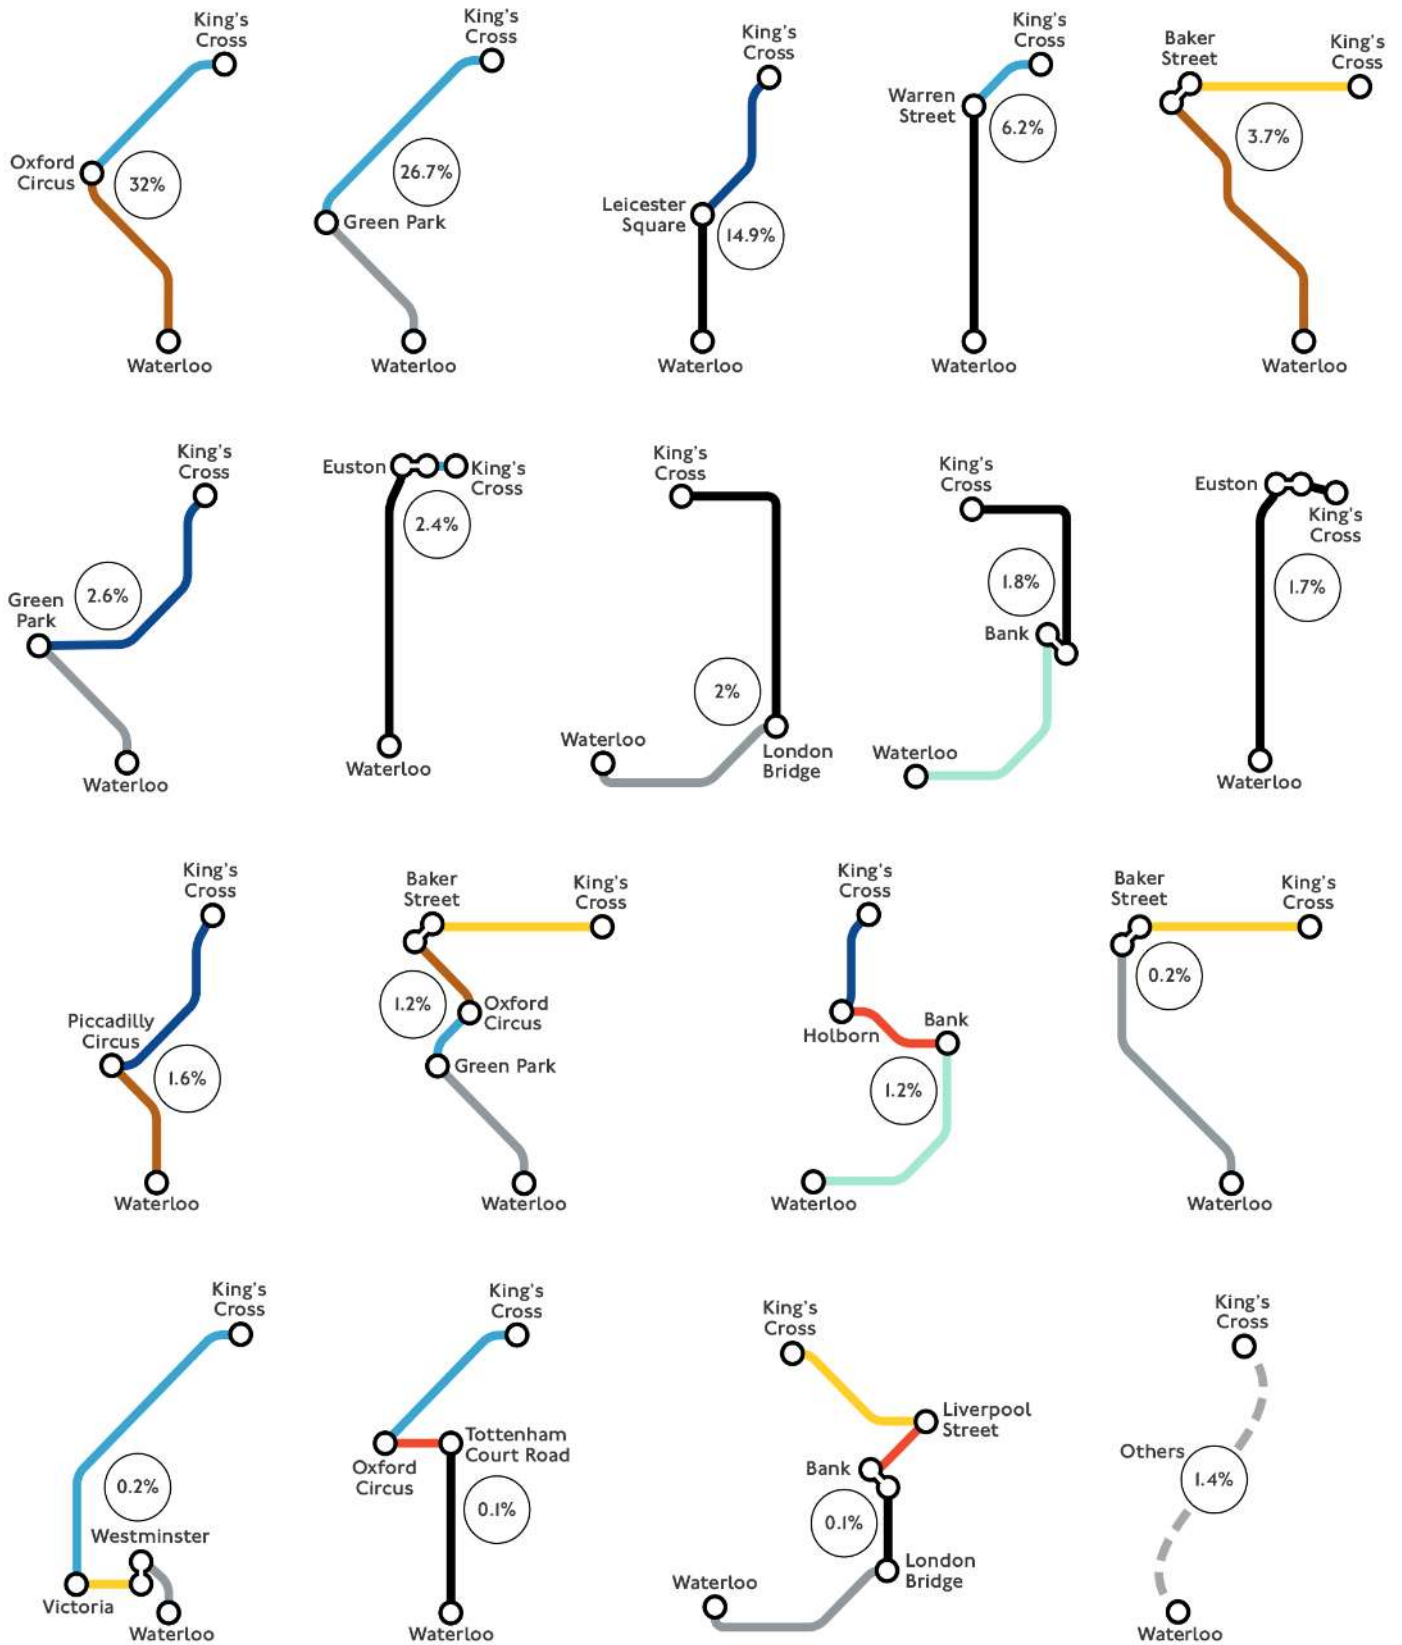 King's
Cross
Oxford
Circus
32%
Waterloo
King's
Cross
26.7%
Green Park
Waterloo
King's
Cross
Leicester
Square
14.9%
Waterloo
King's
Cross
Warren
Street
6.2%
Waterloo
Baker
Street
King's
Cross
3.7%
Waterloo
King's
Cross
2.6%
Green
Park
Waterloo
Euston
King's
Cross
2.4%
Waterloo
King's
Cross
2%
Waterloo
London
Bridge
King's
Cross
1.8%
Bank
Waterloo
Euston
King's
Cross
1.7%
Waterloo
King's
Cross
Piccadilly
Circus
1.6%
Waterloo
Baker
Street
King's
Cross
1.2%
Oxford
Circus
Green Park
Waterloo
King's
Cross
Holborn
Bank
1.2%
Waterloo
Baker
Street
King's
Cross
0.2%
Waterloo
King's
Cross
0.2%
Westminster
Victoria
Waterloo
King's
Cross
Tottenham
Court Road
Oxford
Circus
0.1%
Waterloo
King's
Cross
Liverpool
Street
Bank
0.1%
London
Bridge
Waterloo
King's
Cross
Others
1.4%
Waterloo